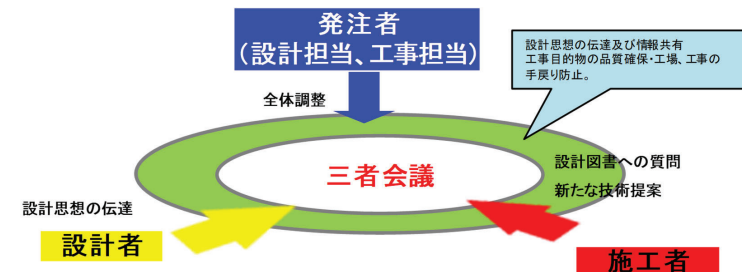 発注者
(設計担当、工事担当)
設計思想の伝達及び情報共有
工事目的物の品質確保・工場、工事の
手戻り防止。
全体調整
三者会議
設計図書への質問
新たな技術提案
設計思想の伝達
設計者
施工者